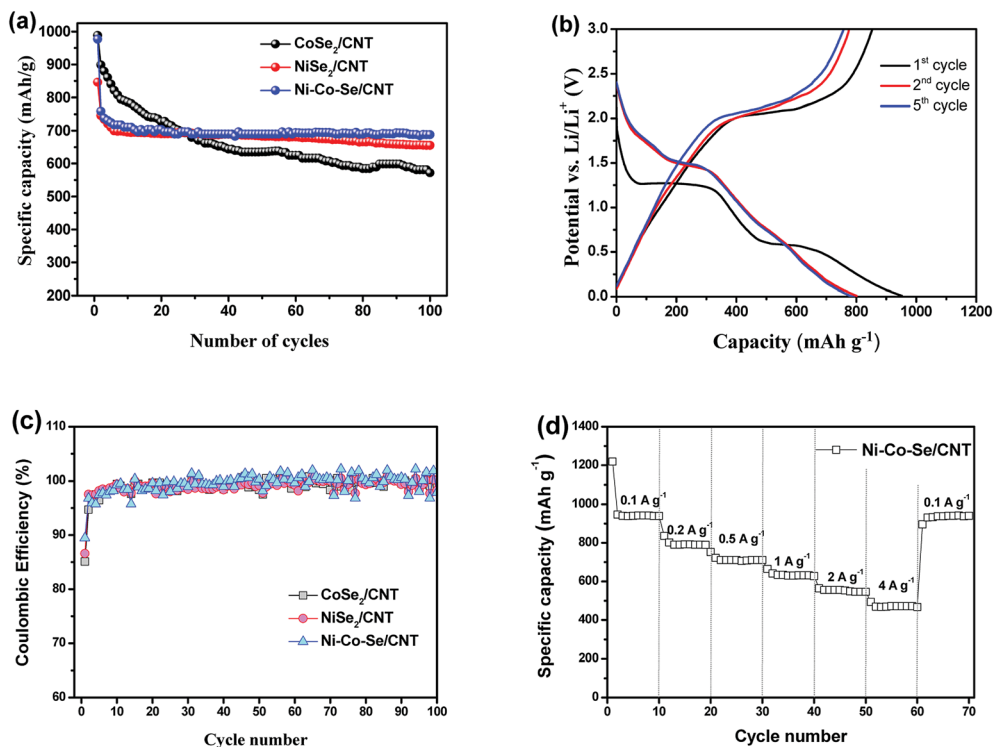 (a)
1000
900
800
700
600
500
400
300
200
Specific capacity (mAh/g)
CoSe₂/CNT
NiSe₂/CNT
Ni-Co-Se/CNT
0 20 40 60 80 100
Number of cycles
(b)
3.0
2.5
2.0
1.5
1.0
0.5
0.0
Potential vs. Li/Li⁺ (V)
1ˢᵗ cycle
2ⁿᵈ cycle
5ᵗʰ cycle
0 200 400 600 800 1000 1200
Capacity (mAh g⁻¹)
(c)
110
100
90
80
70
60
Coulombic Efficiency (%)
CoSe₂/CNT
NiSe₂/CNT
Ni-Co-Se/CNT
0 10 20 30 40 50 60 70 80 90 100
Cycle number
(d)
1400
1200
1000
800
600
400
200
0
Specific capacity (mAh g⁻¹)
Ni-Co-Se/CNT
0.1 A g⁻¹
0.2 A g⁻¹
0.5 A g⁻¹
1 A g⁻¹
2 A g⁻¹
4 A g⁻¹
0.1 A g⁻¹
0 10 20 30 40 50 60 70
Cycle number